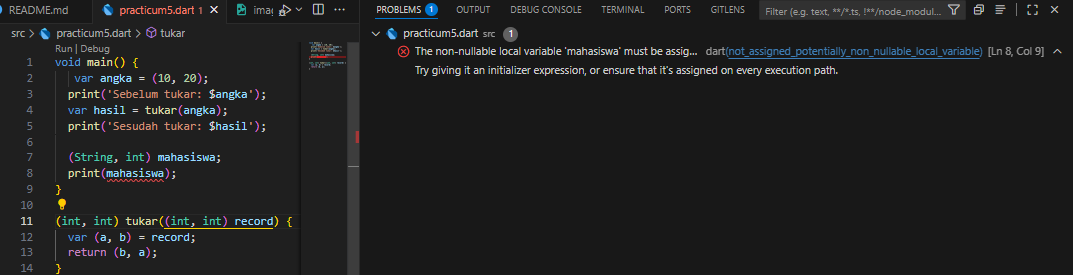 README.md
practicum5.dart 1
imag
PROBLEMS 1 OUTPUT DEBUG CONSOLE TERMINAL PORTS GITLENS
Filter (e.g. text, **/*.ts, !**/node_modul...
src > practicum5.dart > tukar
Run | Debug
1 void main() {
2 var angka = (10, 20);
3 print('Sebelum tukar: $angka');
4 var hasil = tukar(angka);
5 print('Sesudah tukar: $hasil');
6
7 (String, int) mahasiswa;
8 print(mahasiswa);
9 }
10
11 (int, int) tukar((int, int) record) {
12 var (a, b) = record;
13 return (b, a);
14 }
practicum5.dart src 1
The non-nullable local variable 'mahasiswa' must be assig... dart(not_assigned_potentially_non_nullable_local_variable) [Ln 8, Col 9]
Try giving it an initializer expression, or ensure that it's assigned on every execution path.